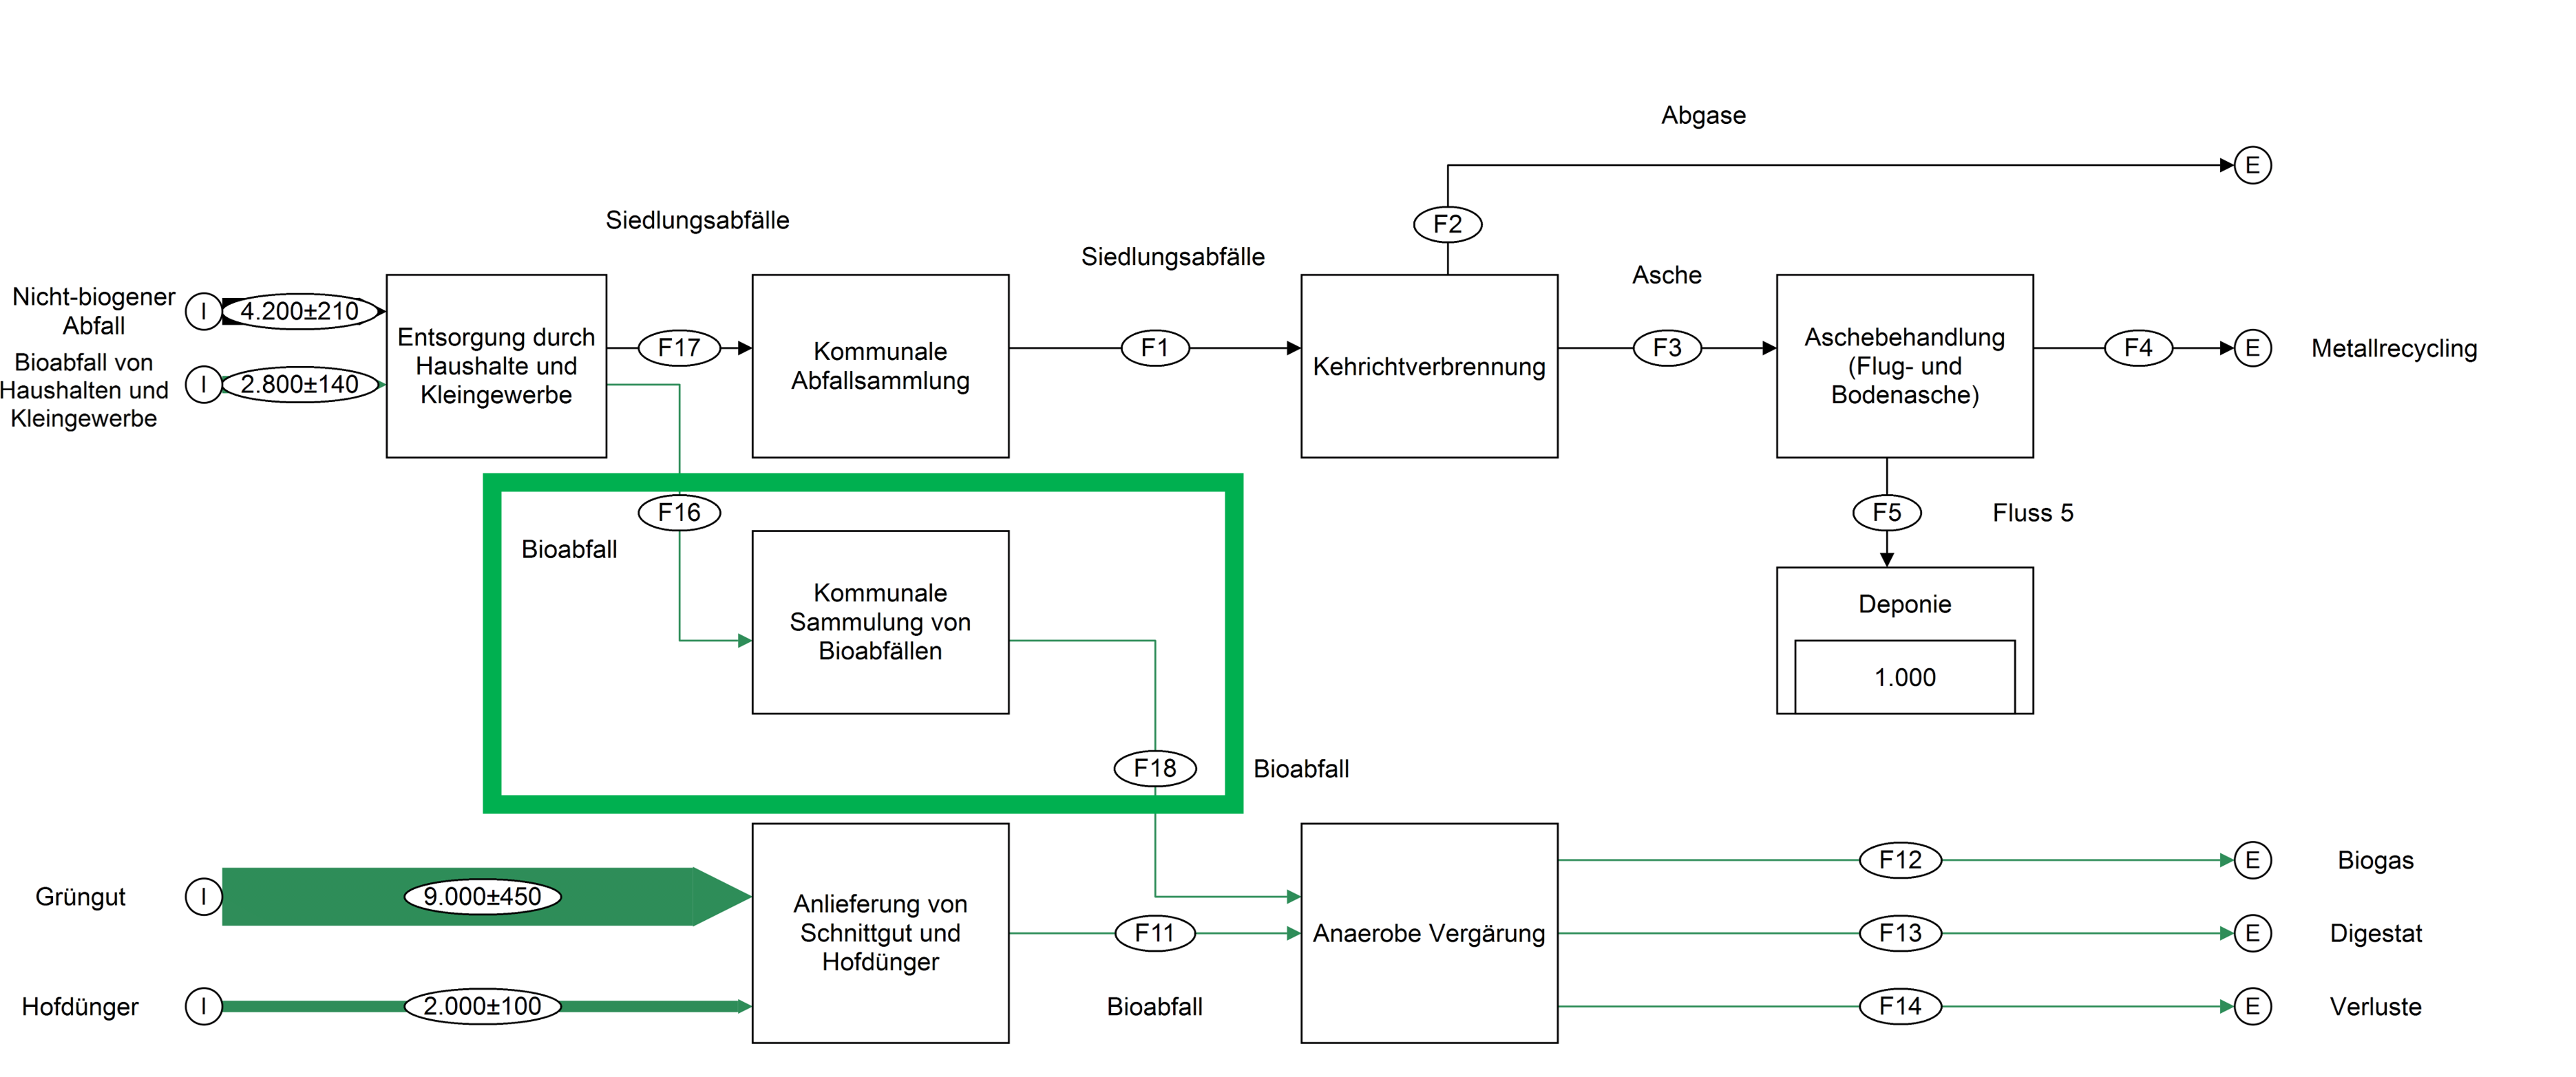 Abgase
E
F2
Siedlungsabfälle
Siedlungsabfälle
Asche
Nicht-biogener
Abfall
I
4.200±210
Bioabfall von
Haushalten und
Kleingewerbe
I
2.800±140
Entsorgung durch
Haushalte und
Kleingewerbe
F17
Kommunale
Abfallsammlung
F1
Kehrichtverbrennung
F3
Aschebehandlung
(Flug- und
Bodenasche)
F4
E
Metallrecycling
F16
Bioabfall
F5
Fluss 5
Kommunale
Sammulung von
Bioabfällen
Deponie
1.000
F18
Bioabfall
Grüngut
I
9.000±450
Hofdünger
I
2.000±100
Anlieferung von
Schnittgut und
Hofdünger
F11
Bioabfall
Anaerobe Vergärung
F12
E
Biogas
F13
E
Digestat
F14
E
Verluste